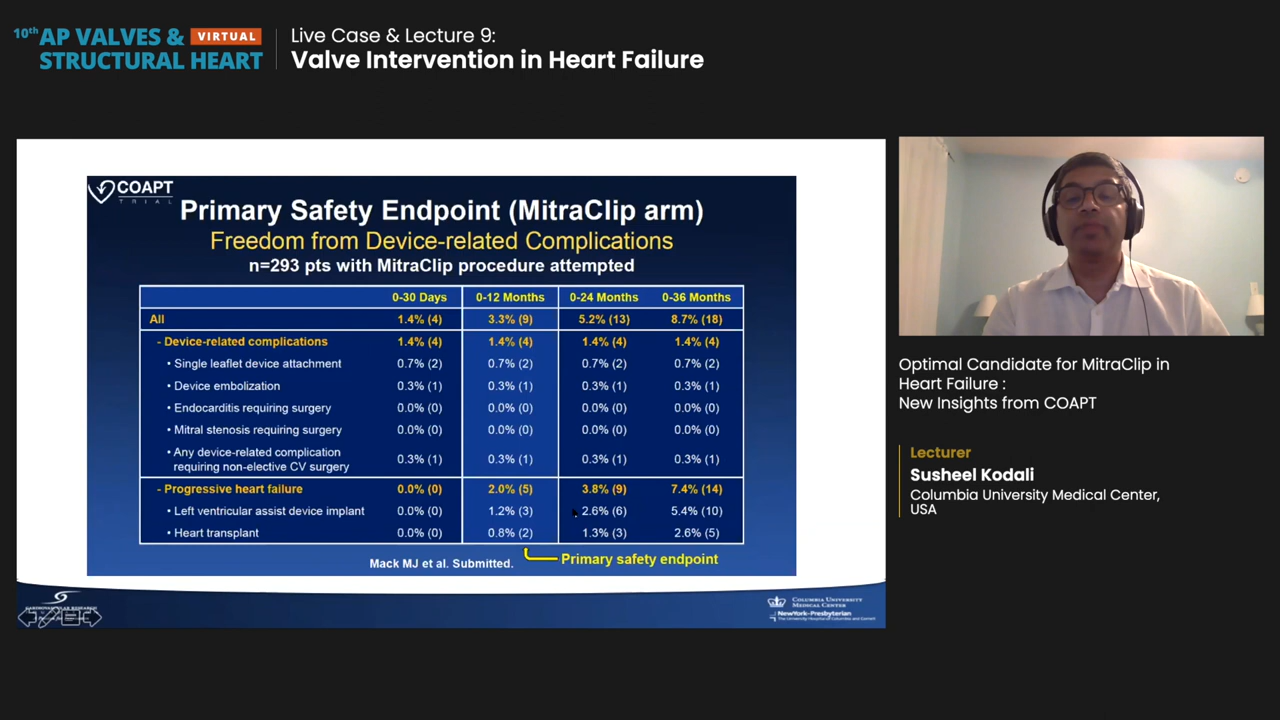 10th AP VALVES & VIRTUAL
STRUCTURAL HEART
Live Case & Lecture 9:
Valve Intervention in Heart Failure
COAPT
TRIAL
Primary Safety Endpoint (MitraClip arm)
Freedom from Device-related Complications
n=293 pts with MitraClip procedure attempted
0-30 Days 0-12 Months 0-24 Months 0-36 Months
All 1.4% (4) 3.3% (9) 5.2% (13) 8.7% (18)
- Device-related complications 1.4% (4) 1.4% (4) 1.4% (4) 1.4% (4)
• Single leaflet device attachment 0.7% (2) 0.7% (2) 0.7% (2) 0.7% (2)
• Device embolization 0.3% (1) 0.3% (1) 0.3% (1) 0.3% (1)
• Endocarditis requiring surgery 0.0% (0) 0.0% (0) 0.0% (0) 0.0% (0)
• Mitral stenosis requiring surgery 0.0% (0) 0.0% (0) 0.0% (0) 0.0% (0)
• Any device-related complication
requiring non-elective CV surgery 0.3% (1) 0.3% (1) 0.3% (1) 0.3% (1)
- Progressive heart failure 0.0% (0) 2.0% (5) 3.8% (9) 7.4% (14)
• Left ventricular assist device implant 0.0% (0) 1.2% (3) 2.6% (6) 5.4% (10)
• Heart transplant 0.0% (0) 0.8% (2) 1.3% (3) 2.6% (5)
Primary safety endpoint
Mack MJ et al. Submitted.
COLUMBIA UNIVERSITY
MEDICAL CENTER
NewYork-Presbyterian
Optimal Candidate for MitraClip in
Heart Failure :
New Insights from COAPT
Lecturer
Susheel Kodali
Columbia University Medical Center,
USA